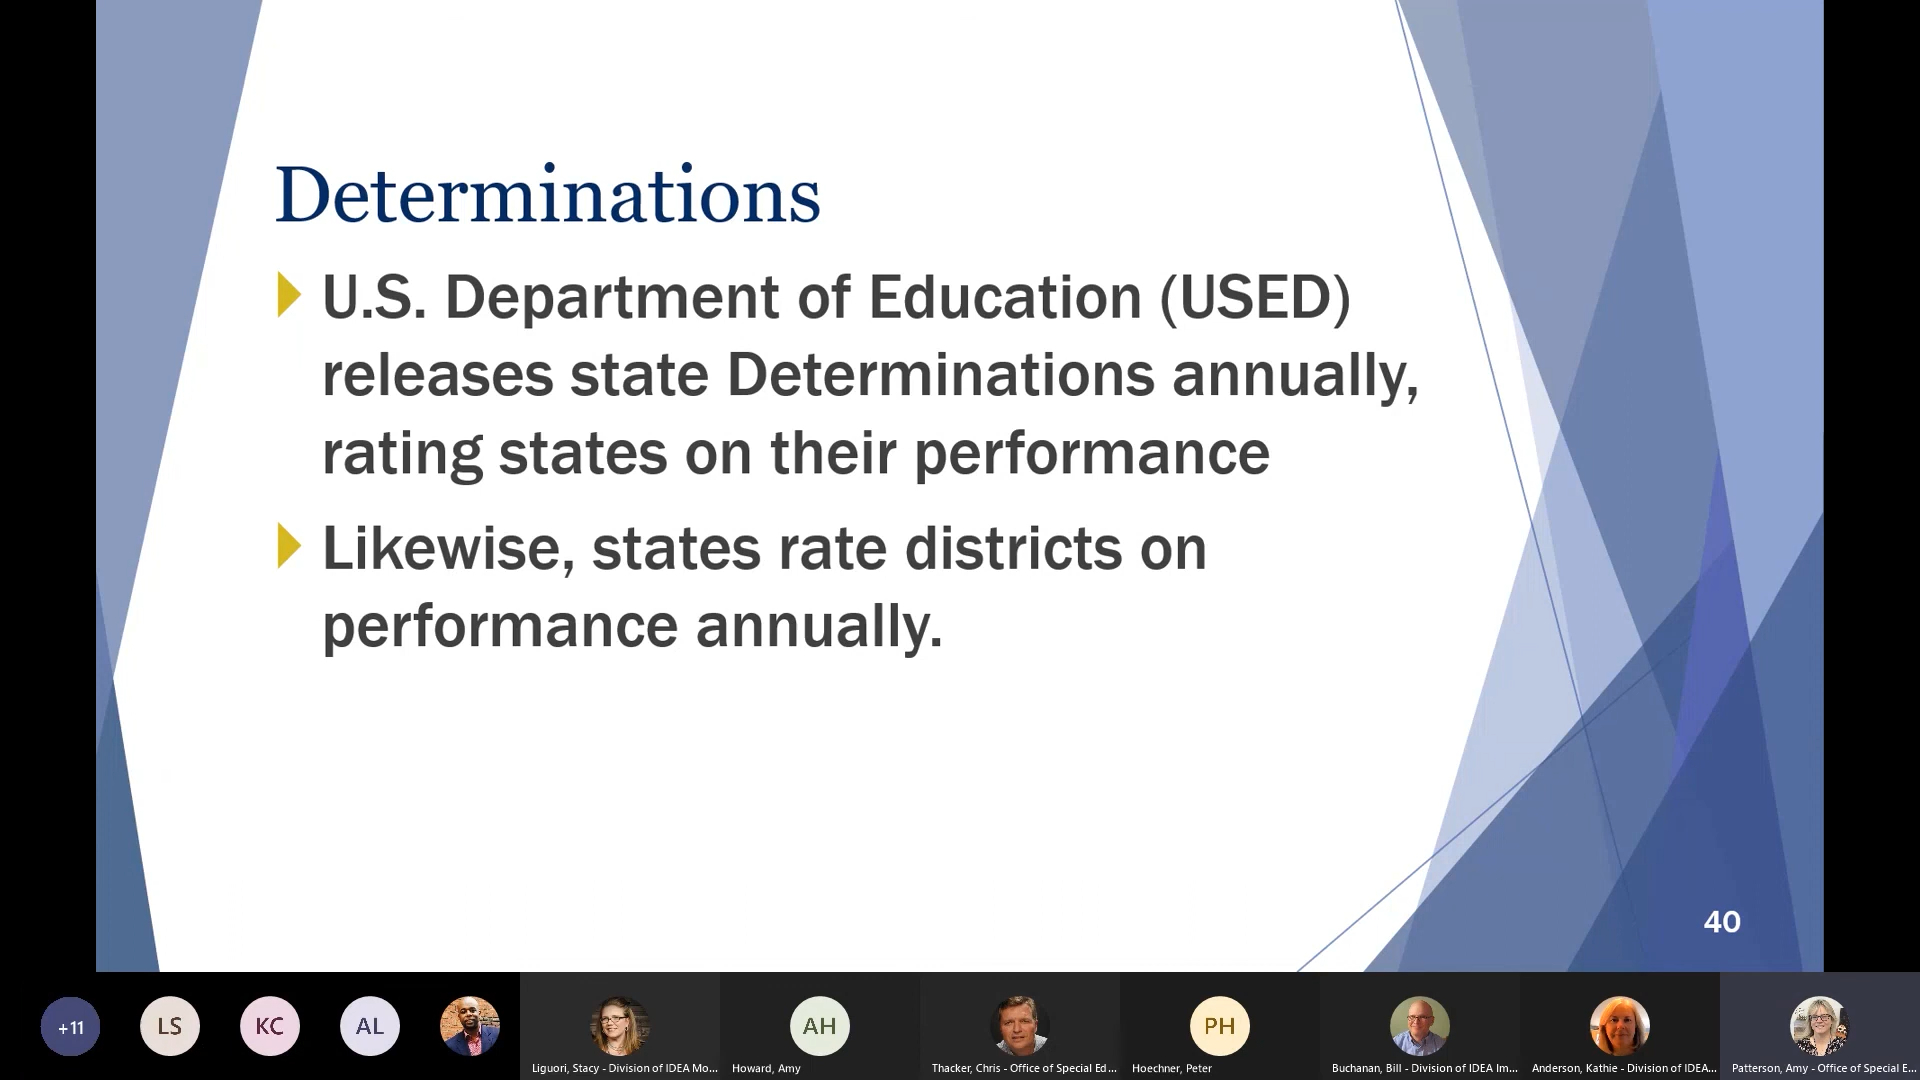 Determinations
U.S. Department of Education (USED)
releases state Determinations annually,
rating states on their performance
Likewise, states rate districts on
performance annually.
40
+11
LS
KC
AL
AH
PH
Liguori, Stacy - Division of IDEA Mo...
Howard, Amy
Thacker, Chris - Office of Special Ed...
Hoechner, Peter
Buchanan, Bill - Division of IDEA Im...
Anderson, Kathie - Division of IDEA...
Patterson, Amy - Office of Special E...